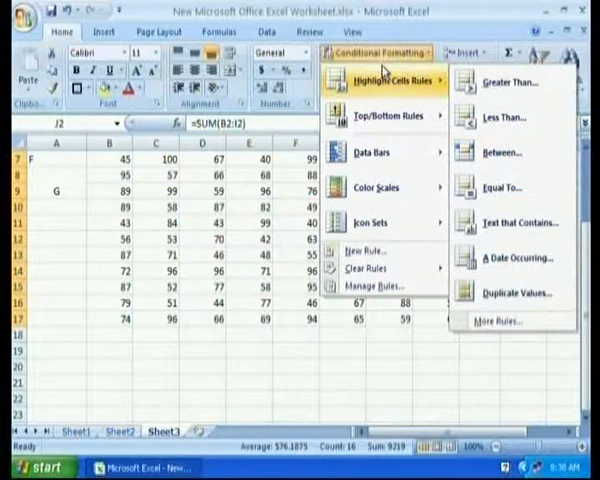 New Microsoft Office Excel Worksheet.xlsx - Microsoft Excel
Home Insert Page Layout Formulas Data Review View
Calibri 11 General Conditional Formatting Insert Σ
Paste B I U $ %
Clipbo... Font Alignment Number
J2 fx =SUM(B2:I2)
A B C D E F
7 F 45 100 67 40 99
8 95 57 66 68 88
9 G 89 99 59 96 76
10 89 58 87 82 49
11 43 84 43 99 40
12 56 53 70 42 63
13 87 71 46 48 55
14 72 96 96 71 96
15 87 52 77 58 95
16 79 51 44 77 46 67 88
17 74 96 66 69 94 65 59
18
19
20
21
22
23
Highlight Cells Rules
Top/Bottom Rules
Data Bars
Color Scales
Icon Sets
New Rule...
Clear Rules
Manage Rules...
Greater Than...
Less Than...
Between...
Equal To...
Text that Contains...
A Date Occurring...
Duplicate Values...
More Rules...
Sheet1 Sheet2 Sheet3
Ready Average: 576.1875 Count: 16 Sum: 9219 100%
start Microsoft Excel - New... 9:38 AM